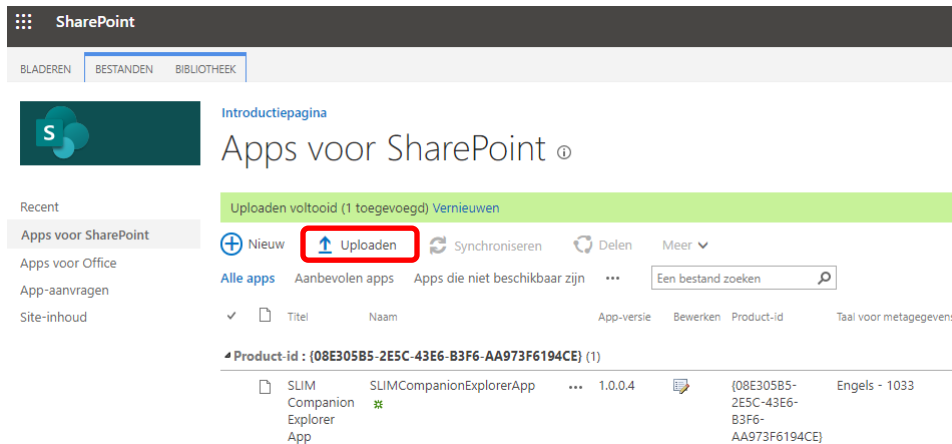 SharePoint
BLADEREN BESTANDEN BIBLIOTHEEK
S
Introductiepagina
Apps voor SharePoint
Recent
Apps voor SharePoint
Apps voor Office
App-aanvragen
Site-inhoud
Uploaden voltooid (1 toegevoegd) Vernieuwen
Nieuw Uploaden Synchroniseren Delen Meer
Alle apps Aanbevolen apps Apps die niet beschikbaar zijn ••• Een bestand zoeken
Titel Naam App-versie Bewerken Product-id Taal voor metagegevens
Product-id : {08E305B5-2E5C-43E6-B3F6-AA973F6194CE} (1)
SLIM SLIMCompanionExplorerApp ••• 1.0.0.4 {08E305B5- Engels - 1033
Companion 2E5C-43E6-
Explorer B3F6-
App AA973F6194CE}